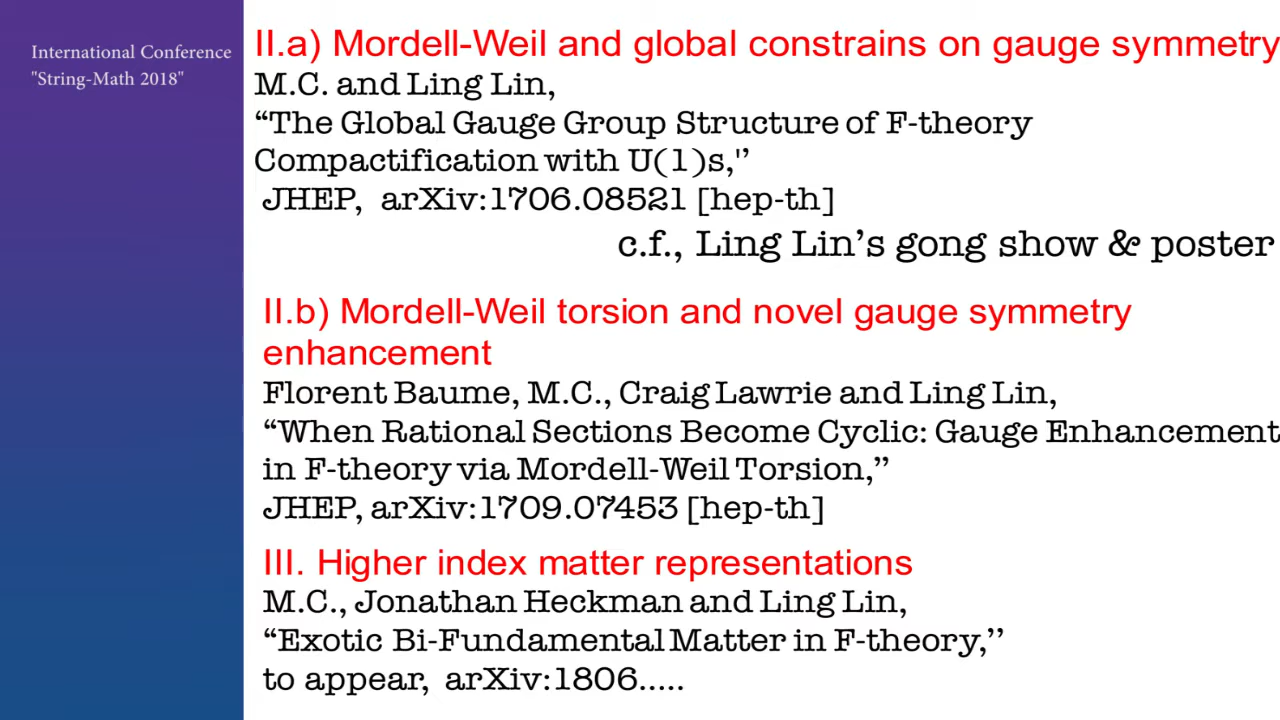 International Conference
"String-Math 2018"
II.a) Mordell-Weil and global constrains on gauge symmetry
M.C. and Ling Lin,
“The Global Gauge Group Structure of F-theory
Compactification with U(1)s,"
JHEP, arXiv:1706.08521 [hep-th]
c.f., Ling Lin’s gong show & poster
II.b) Mordell-Weil torsion and novel gauge symmetry
enhancement
Florent Baume, M.C., Craig Lawrie and Ling Lin,
“When Rational Sections Become Cyclic: Gauge Enhancement
in F-theory via Mordell-Weil Torsion,”
JHEP, arXiv:1709.07453 [hep-th]
III. Higher index matter representations
M.C., Jonathan Heckman and Ling Lin,
“Exotic Bi-Fundamental Matter in F-theory,’’
to appear, arXiv:1806.....